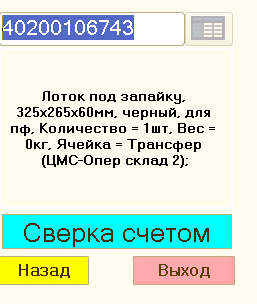 40200106743
Лоток под запайку,
325х265х60мм, черный, для
пф, Количество = 1шт, Вес =
0кг, Ячейка = Трансфер
(ЦМС-Опер склад 2);
Сверка счетом
Назад
Выход